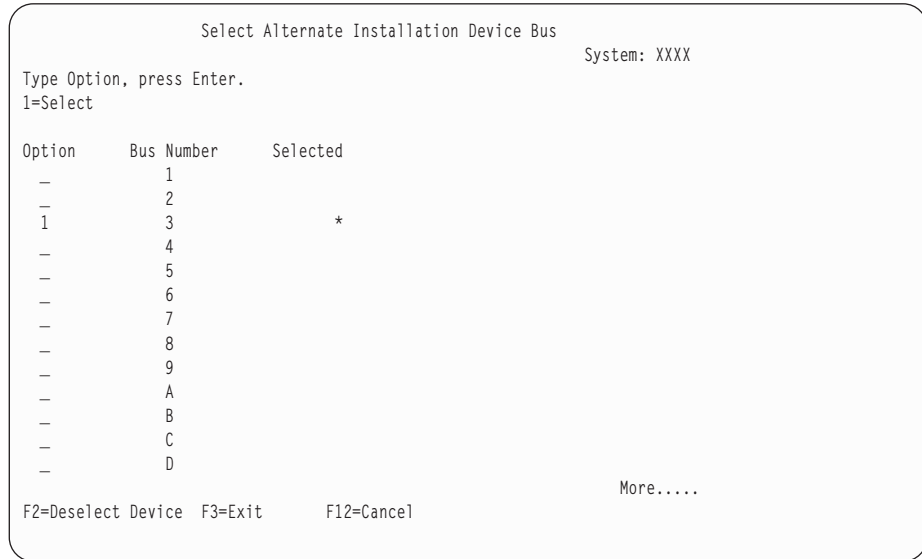 Select Alternate Installation Device Bus
System: XXXX
Type Option, press Enter.
1=Select
Option Bus Number Selected
_ 1
_ 2
1 3 *
_ 4
_ 5
_ 6
_ 7
_ 8
_ 9
_ A
_ B
_ C
_ D
More.....
F2=Deselect Device F3=Exit F12=Cancel